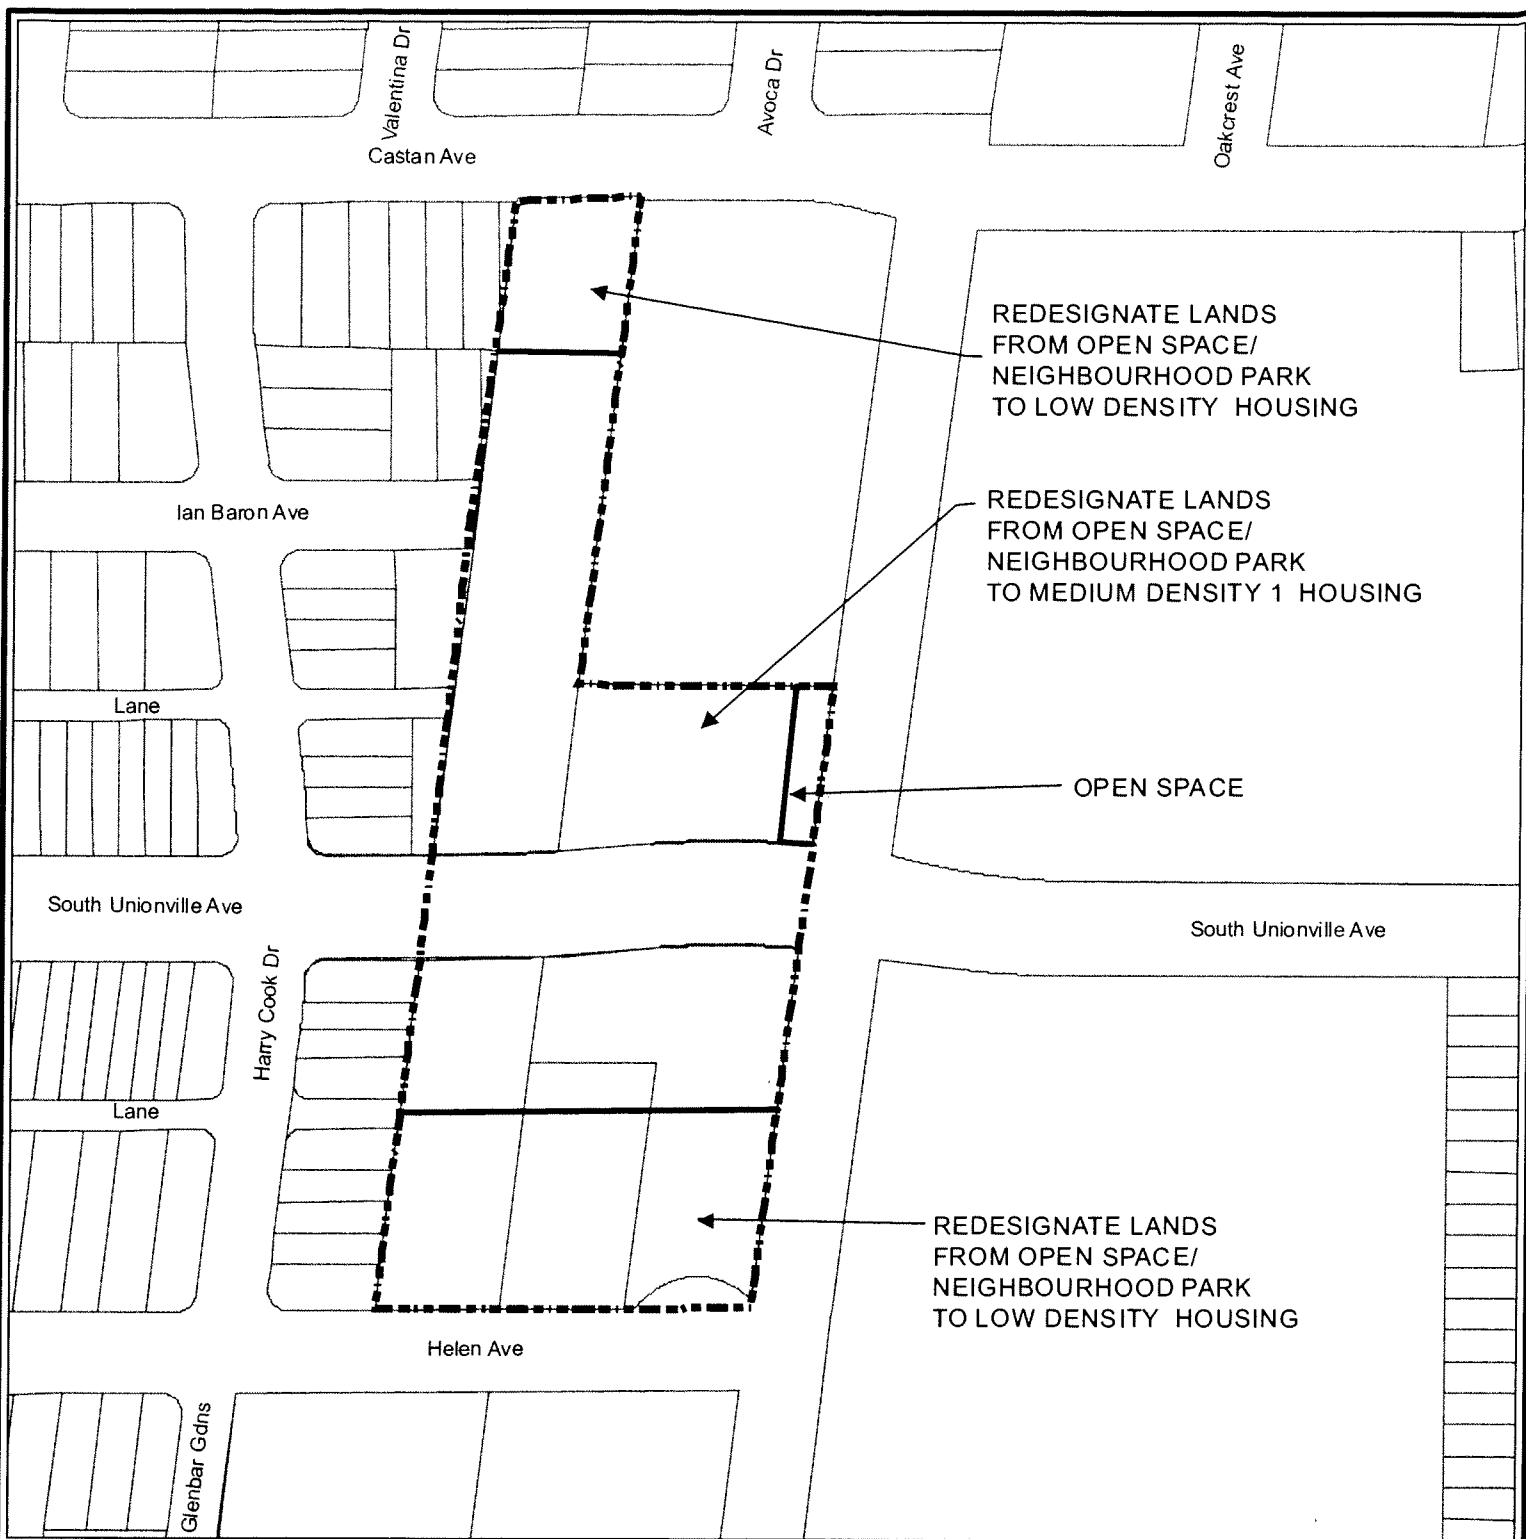 Valentina Dr
Avoca Dr
Oakcrest Ave
Castan Ave
REDESIGNATE LANDS
FROM OPEN SPACE/
NEIGHBOURHOOD PARK
TO LOW DENSITY HOUSING
REDESIGNATE LANDS
FROM OPEN SPACE/
NEIGHBOURHOOD PARK
TO MEDIUM DENSITY 1 HOUSING
Ian Baron Ave
Lane
OPEN SPACE
South Unionville Ave
South Unionville Ave
Harry Cook Dr
Lane
REDESIGNATE LANDS
FROM OPEN SPACE/
NEIGHBOURHOOD PARK
TO LOW DENSITY HOUSING
Helen Ave
Glenbar Gdns